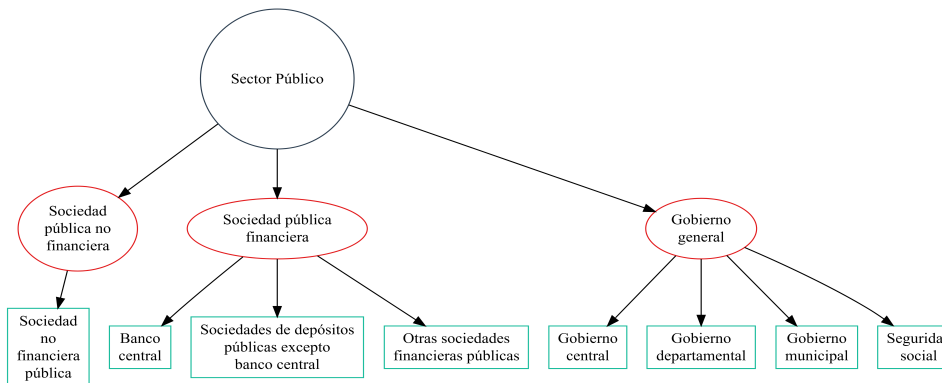 Sector Público
Sociedad
pública no
financiera
Sociedad pública
financiera
Gobierno
general
Sociedad
no
financiera
pública
Banco
central
Sociedades de depósitos
públicas excepto
banco central
Otras sociedades
financieras públicas
Gobierno
central
Gobierno
departamental
Gobierno
municipal
Segurida
social